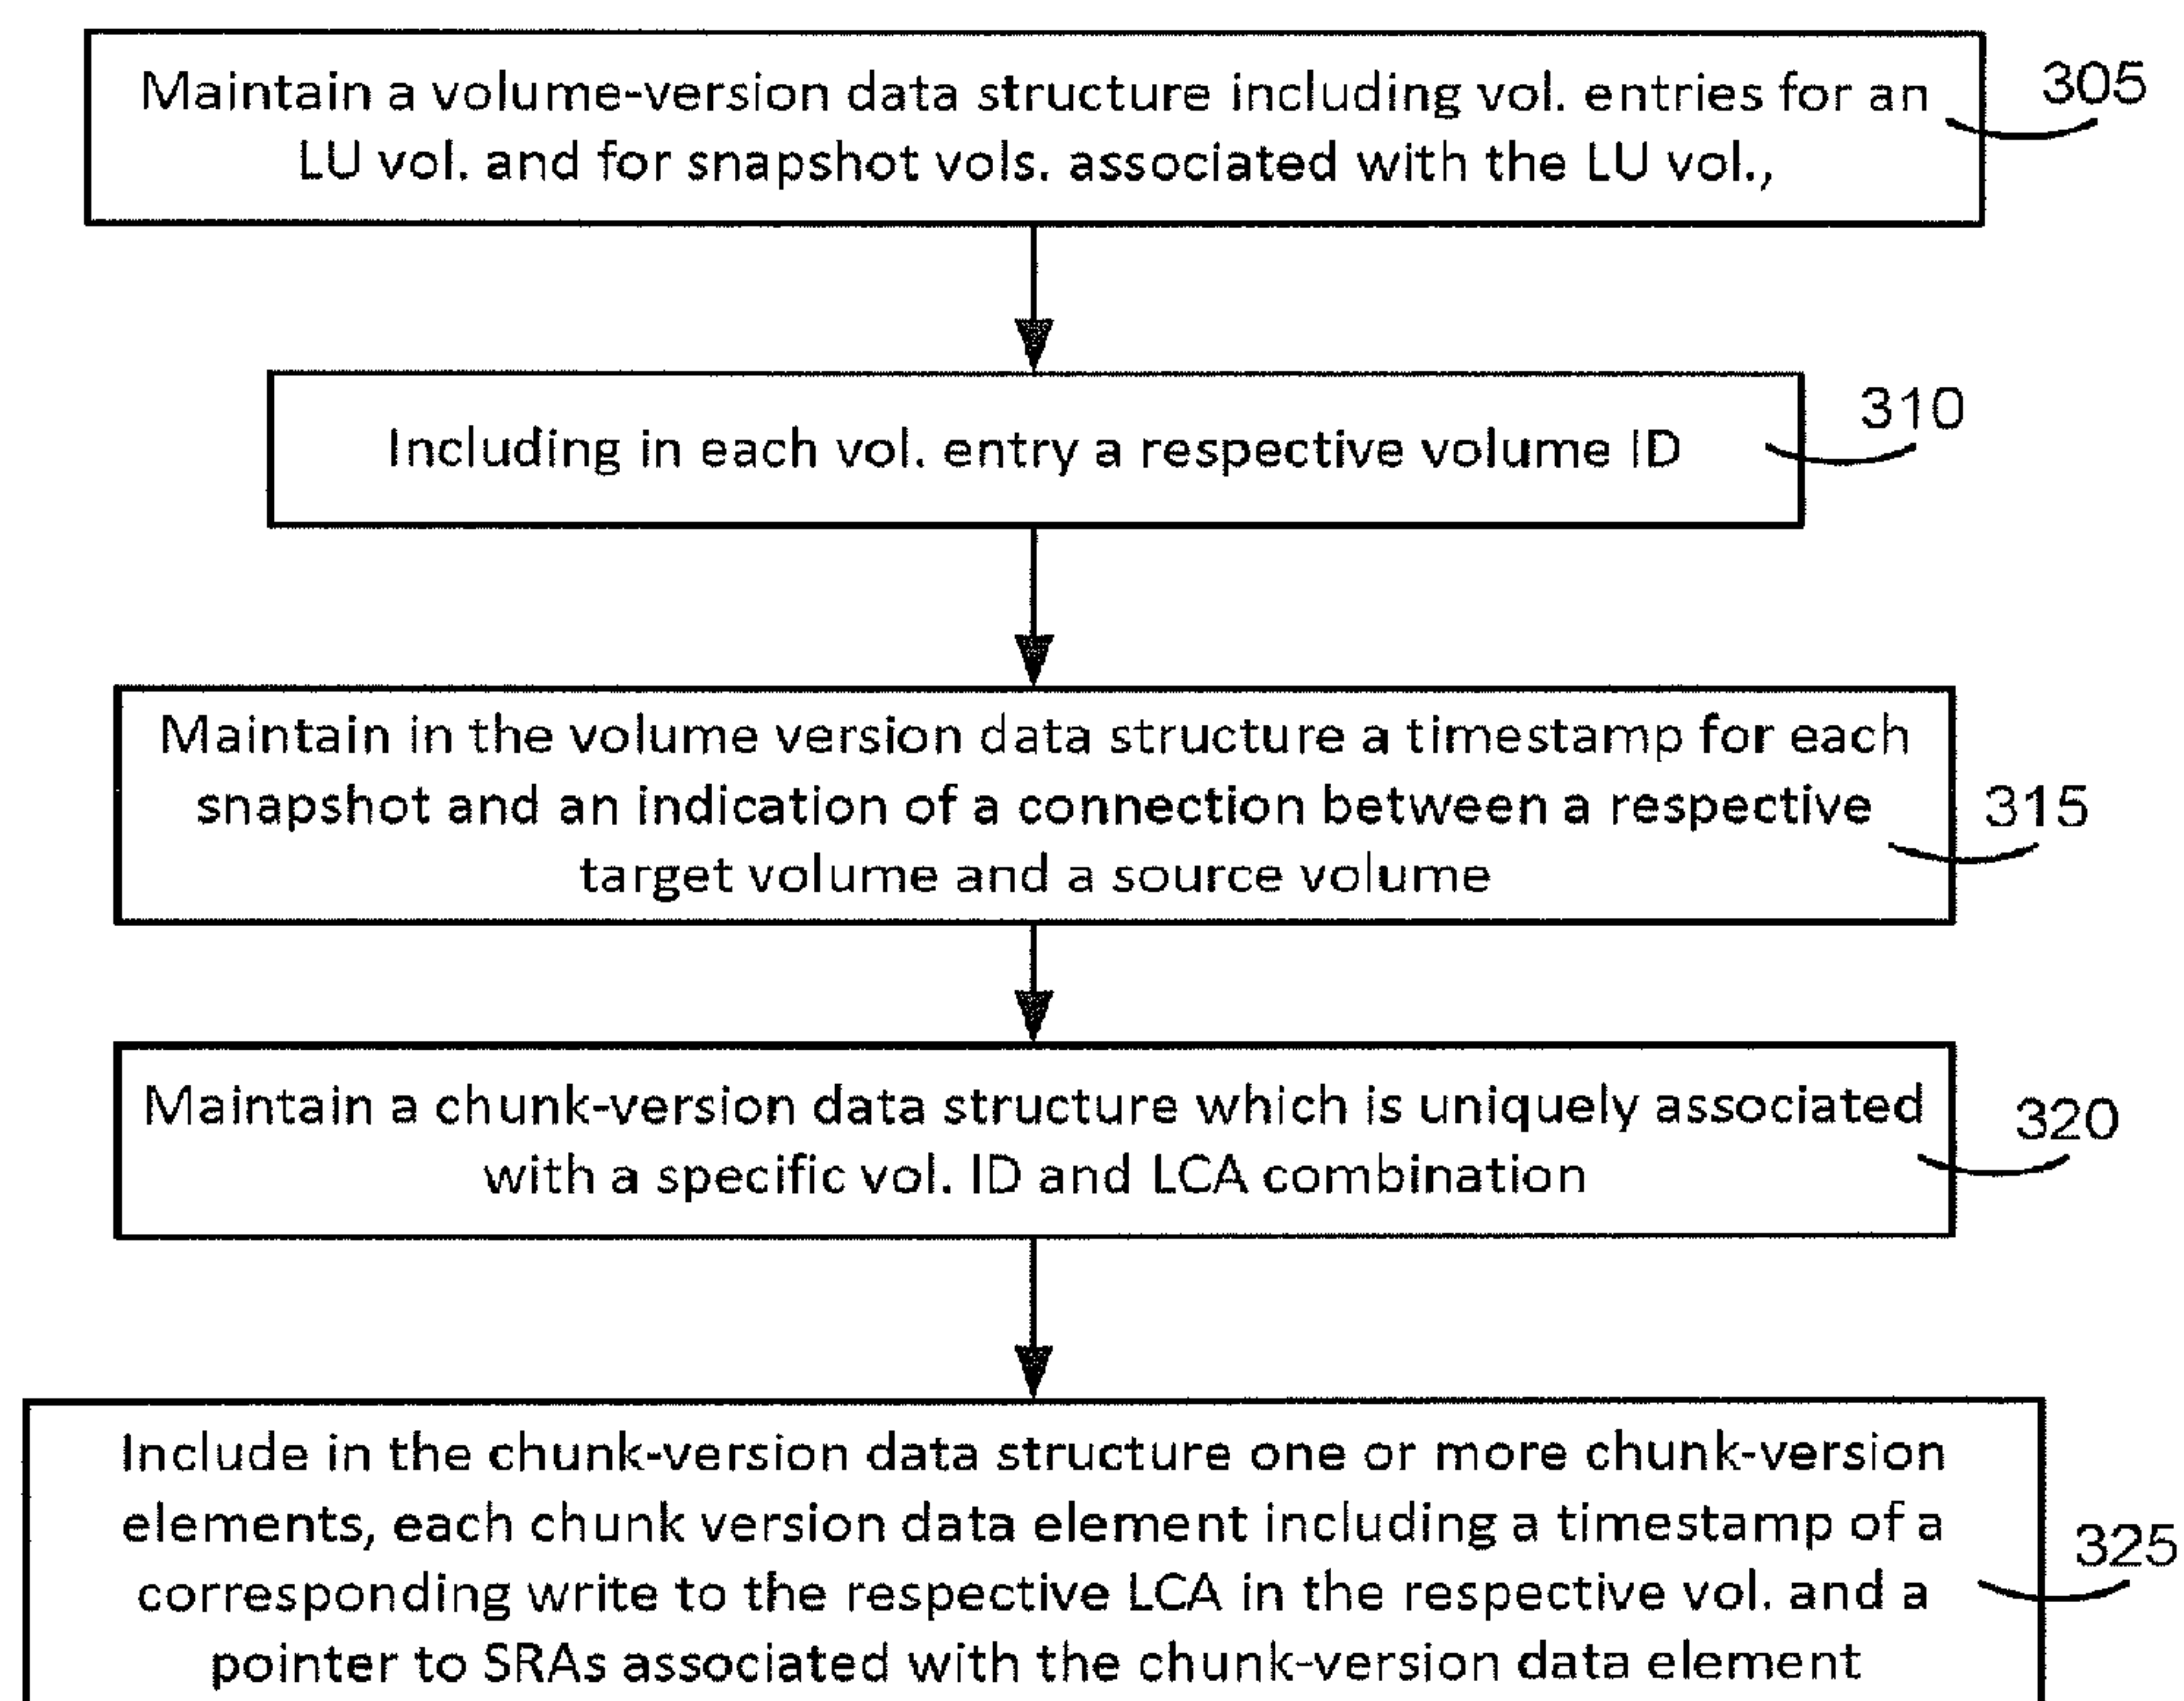 Maintain a volume-version data structure including vol. entries for an
LU vol. and for snapshot vols. associated with the LU vol.,
305
Including in each vol. entry a respective volume ID
310
Maintain in the volume version data structure a timestamp for each
snapshot and an indication of a connection between a respective
target volume and a source volume
315
Maintain a chunk-version data structure which is uniquely associated
with a specific vol. ID and LCA combination
320
Include in the chunk-version data structure one or more chunk-version
elements, each chunk version data element including a timestamp of a
corresponding write to the respective LCA in the respective vol. and a
pointer to SRAs associated with the chunk-version data element
325